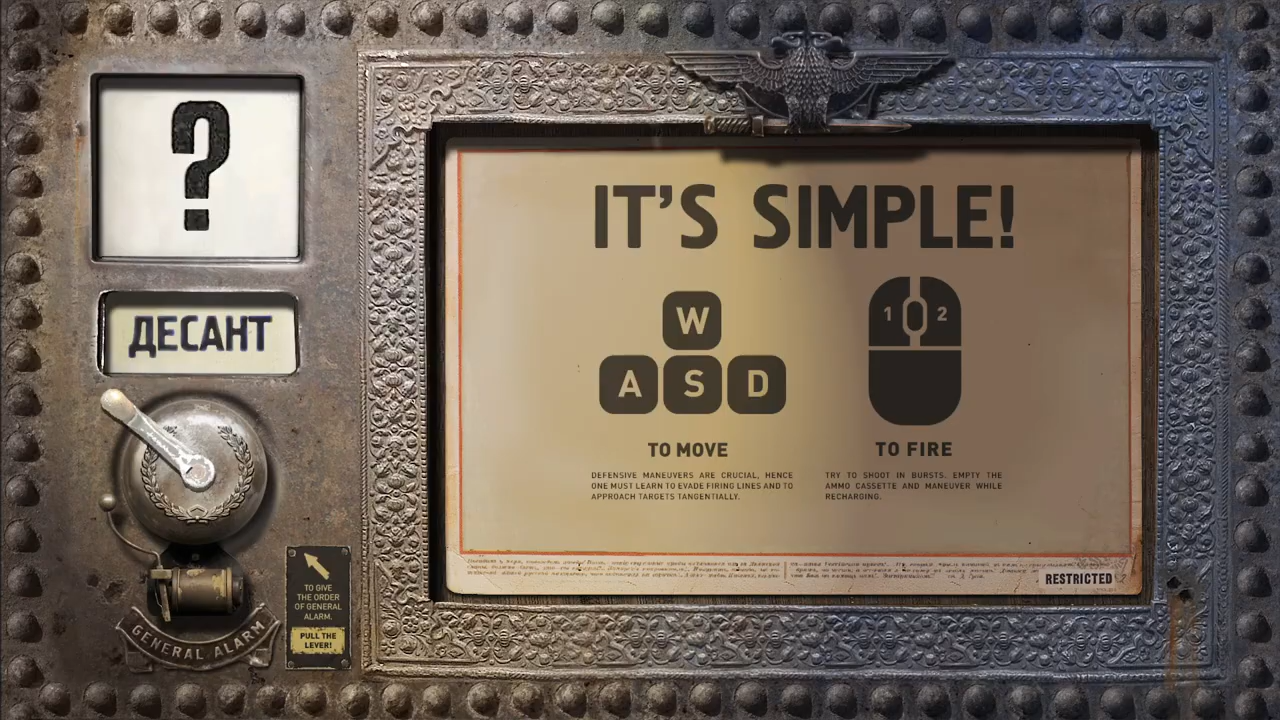 ?
ДЕСАНТ
GENERAL ALARM
TO GIVE
THE ORDER
OF GENERAL
ALARM.
PULL THE
LEVER!
IT'S SIMPLE!
W
A S D
1 2
TO MOVE
DEFENSIVE MANEUVERS ARE CRUCIAL, HENCE
ONE MUST LEARN TO EVADE FIRING LINES AND TO
APPROACH TARGETS TANGENTIALLY.
TO FIRE
TRY TO SHOOT IN BURSTS. EMPTY THE
AMMO CASSETTE AND MANEUVER WHILE
RECHARGING.
RESTRICTED